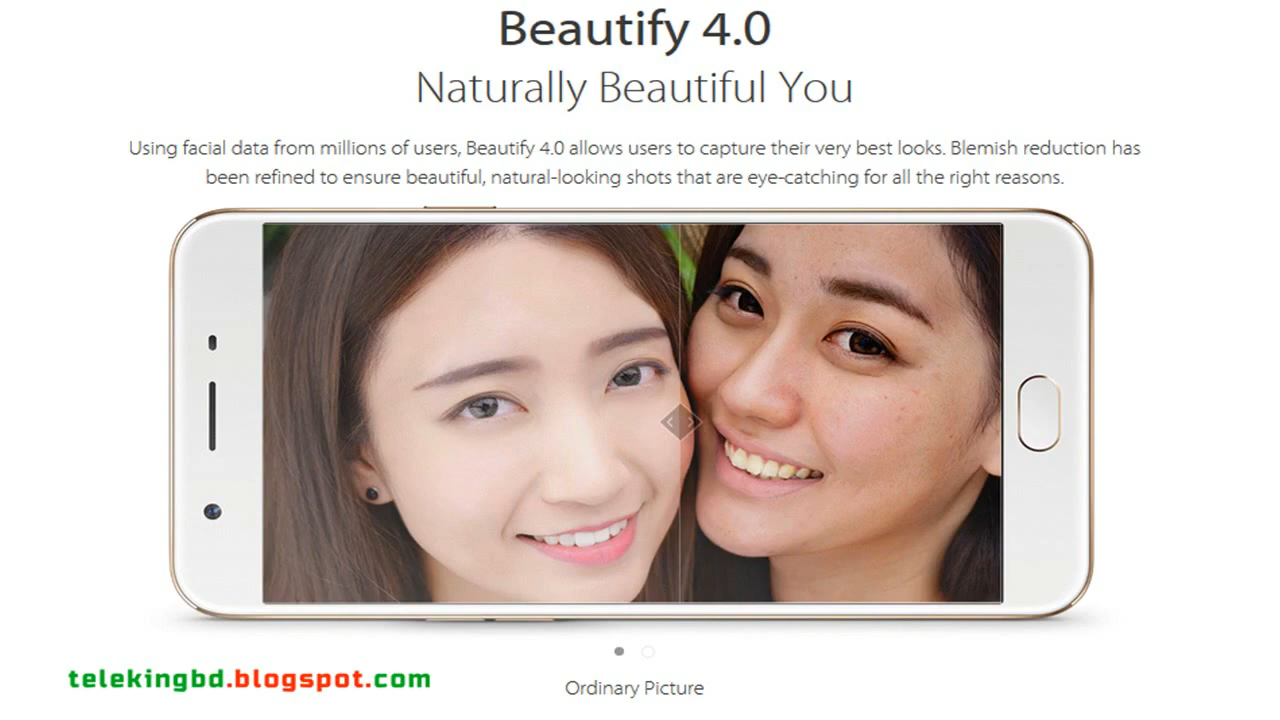 Beautify 4.0
Naturally Beautiful You
Using facial data from millions of users, Beautify 4.0 allows users to capture their very best looks. Blemish reduction has
been refined to ensure beautiful, natural-looking shots that are eye-catching for all the right reasons.
telekingbd.blogspot.com
Ordinary Picture